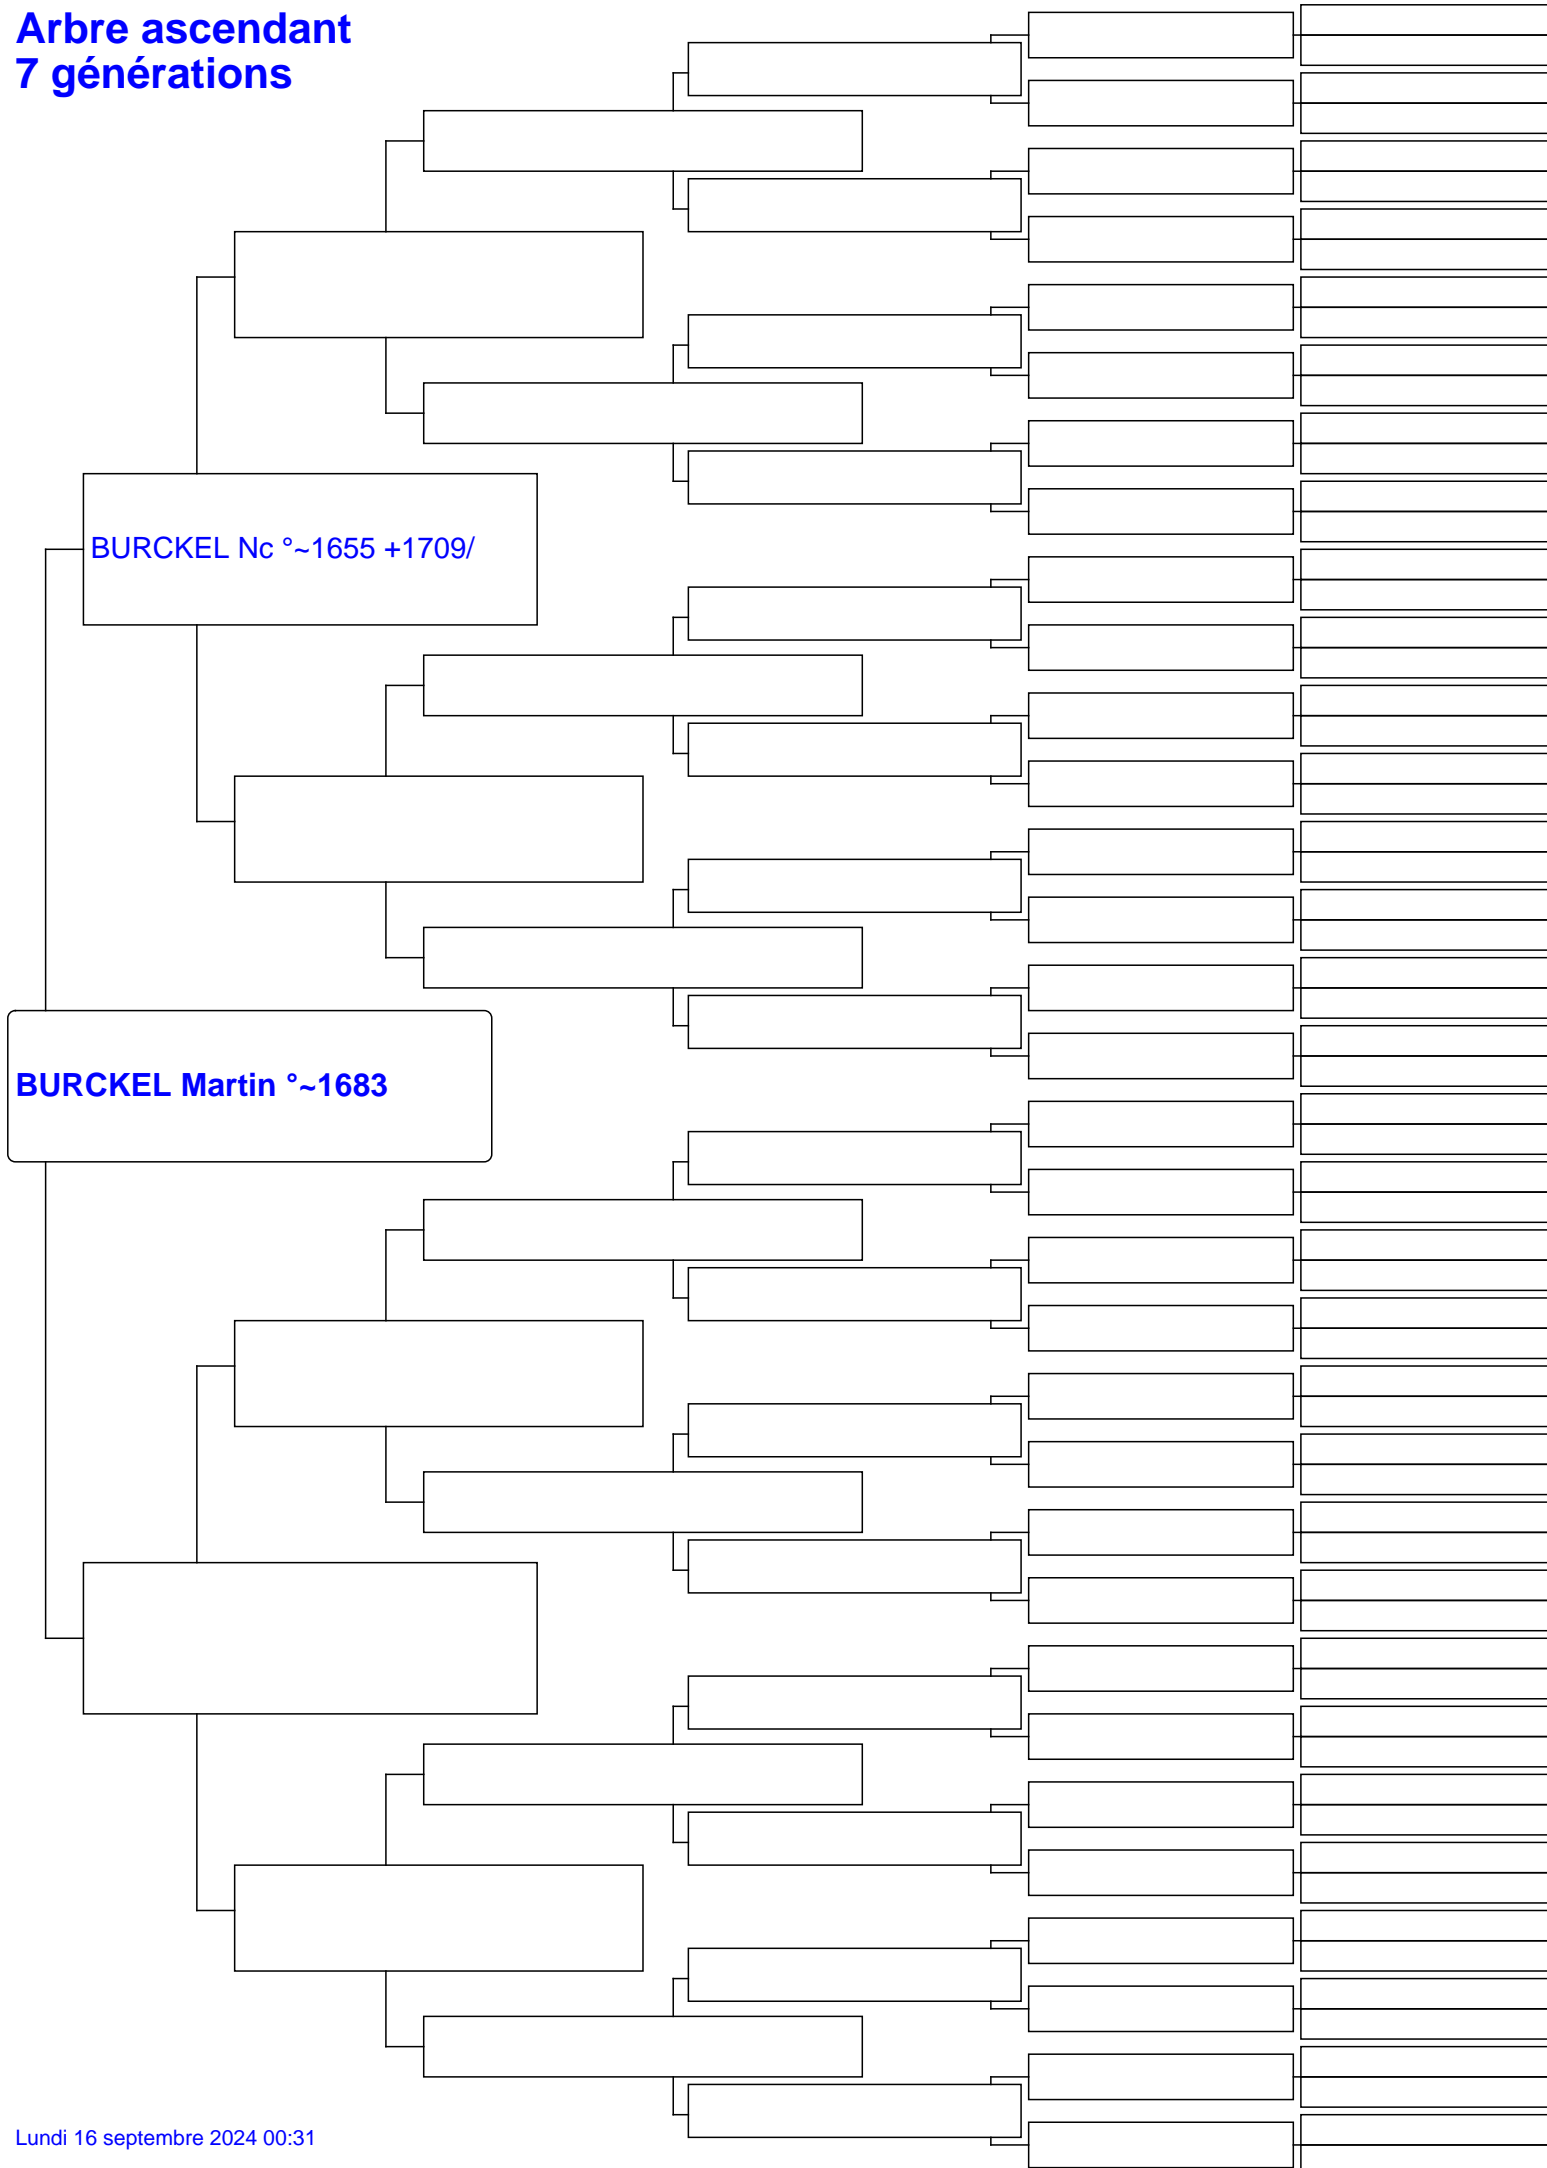 Arbre ascendant
7 générations
BURCKEL Nc °~1655 +1709/
BURCKEL Martin °~1683
Lundi 16 septembre 2024 00:31